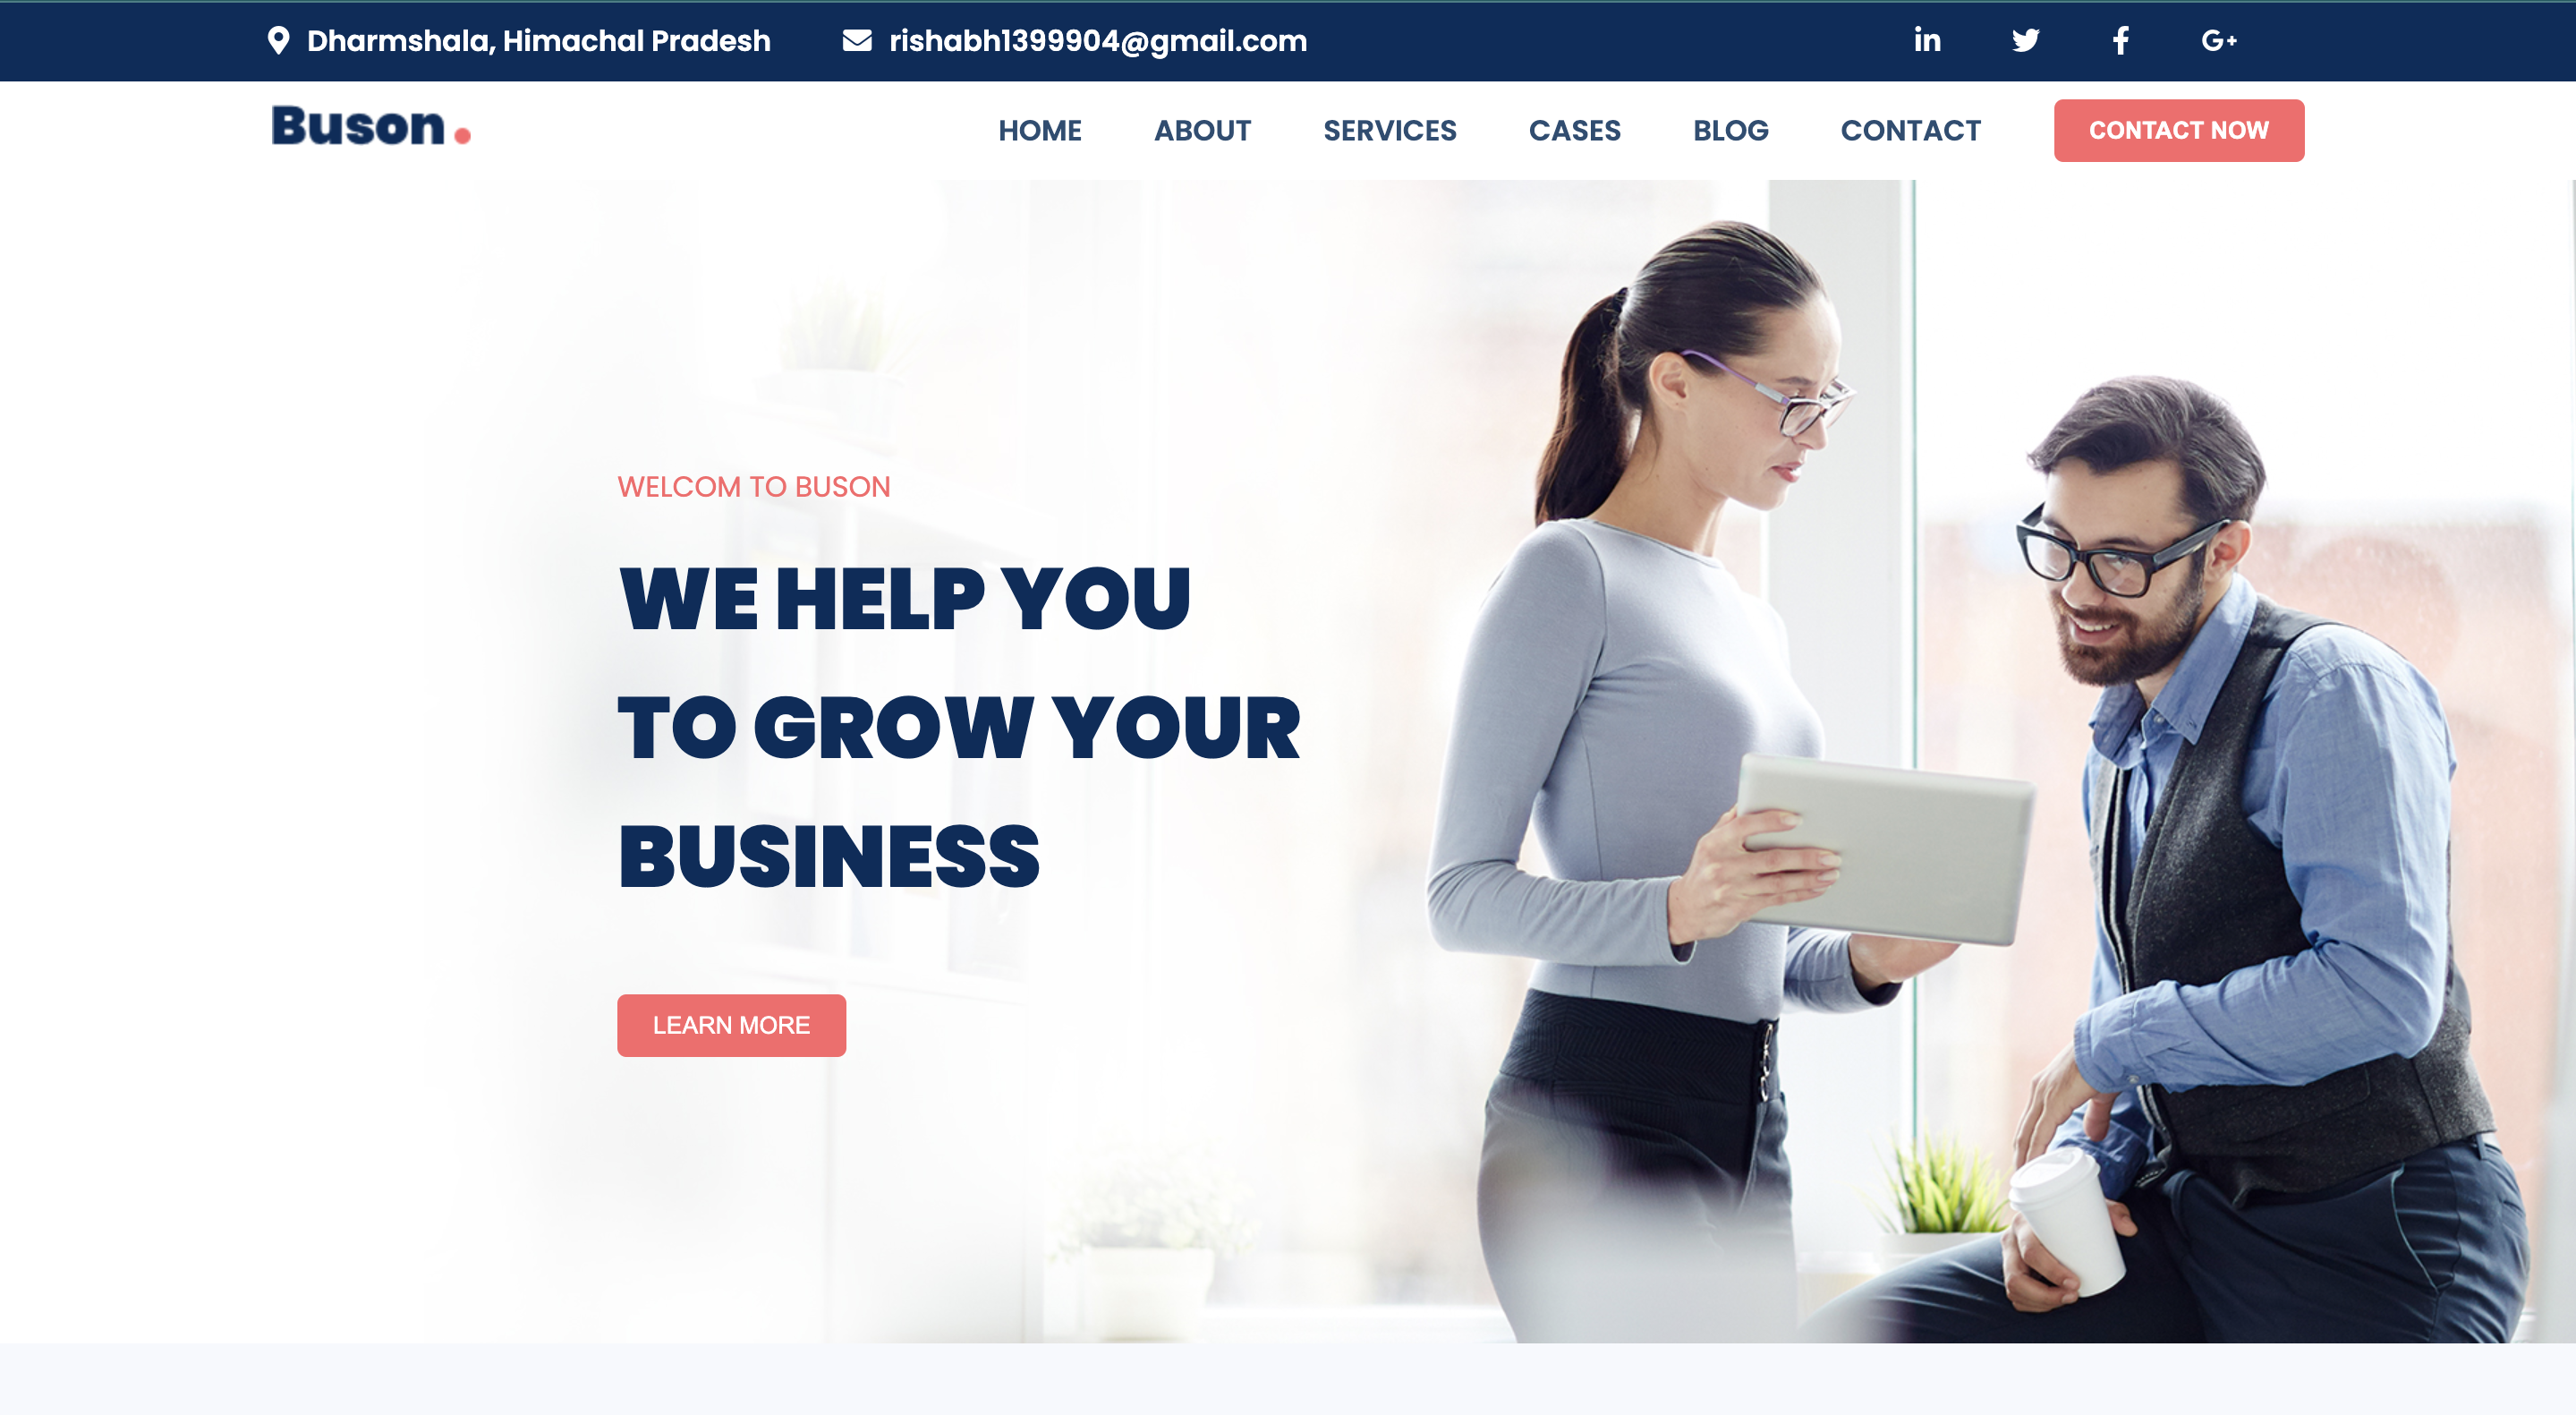 Dharmshala, Himachal Pradesh
rishabh1399904@gmail.com
in
f
G+
Buson.
HOME
ABOUT
SERVICES
CASES
BLOG
CONTACT
CONTACT NOW
WELCOM TO BUSON
WE HELP YOU
TO GROW YOUR
BUSINESS
LEARN MORE